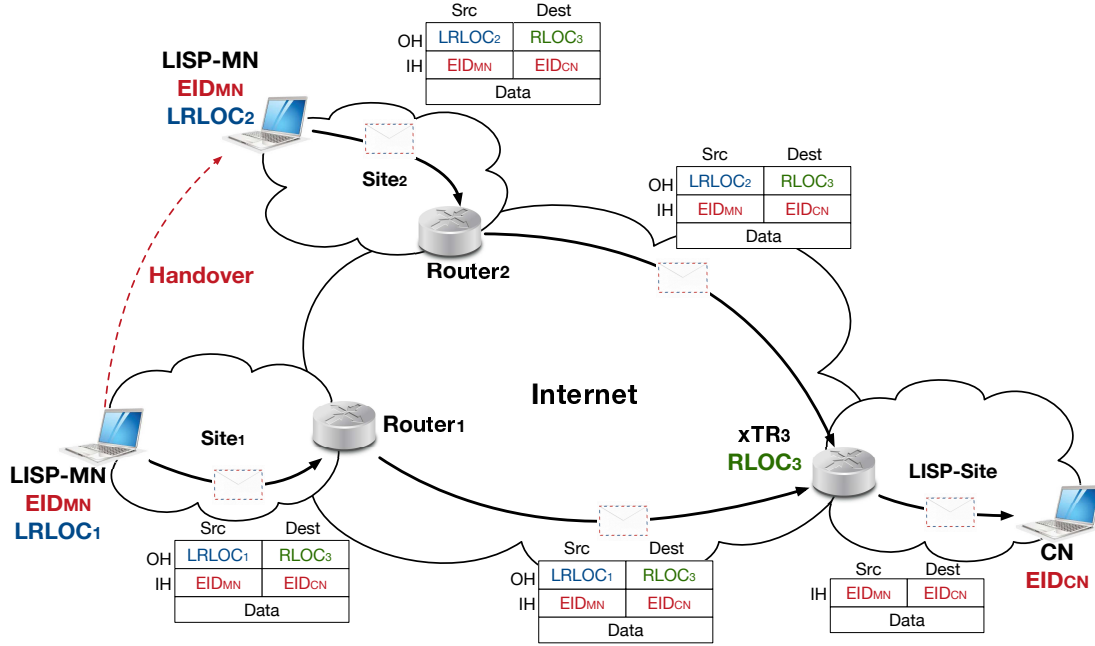 Src Dest
OH LRLOC2 RLOC3
IH EIDMN EIDCN
Data
LISP-MN
EIDMN
LRLOC2
Site2
Router2
Src Dest
OH LRLOC2 RLOC3
IH EIDMN EIDCN
Data
Handover
Internet
Site1
Router1
LISP-MN
EIDMN
LRLOC1
xTR3
RLOC3
LISP-Site
CN
EIDCN
Src Dest
OH LRLOC1 RLOC3
IH EIDMN EIDCN
Data
Src Dest
OH LRLOC1 RLOC3
IH EIDMN EIDCN
Data
Src Dest
IH EIDMN EIDCN
Data